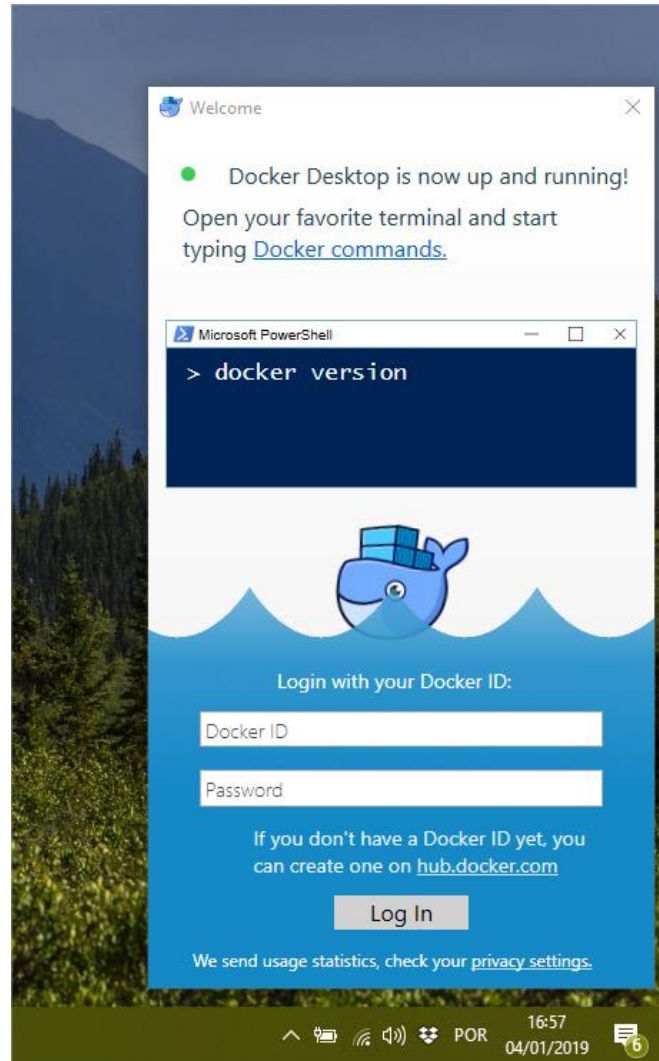 Welcome
Docker Desktop is now up and running!
Open your favorite terminal and start
typing Docker commands.
Microsoft PowerShell
> docker version
Login with your Docker ID:
Docker ID
Password
If you don't have a Docker ID yet, you
can create one on hub.docker.com
Log In
We send usage statistics, check your privacy settings.
POR
16:57
04/01/2019
6